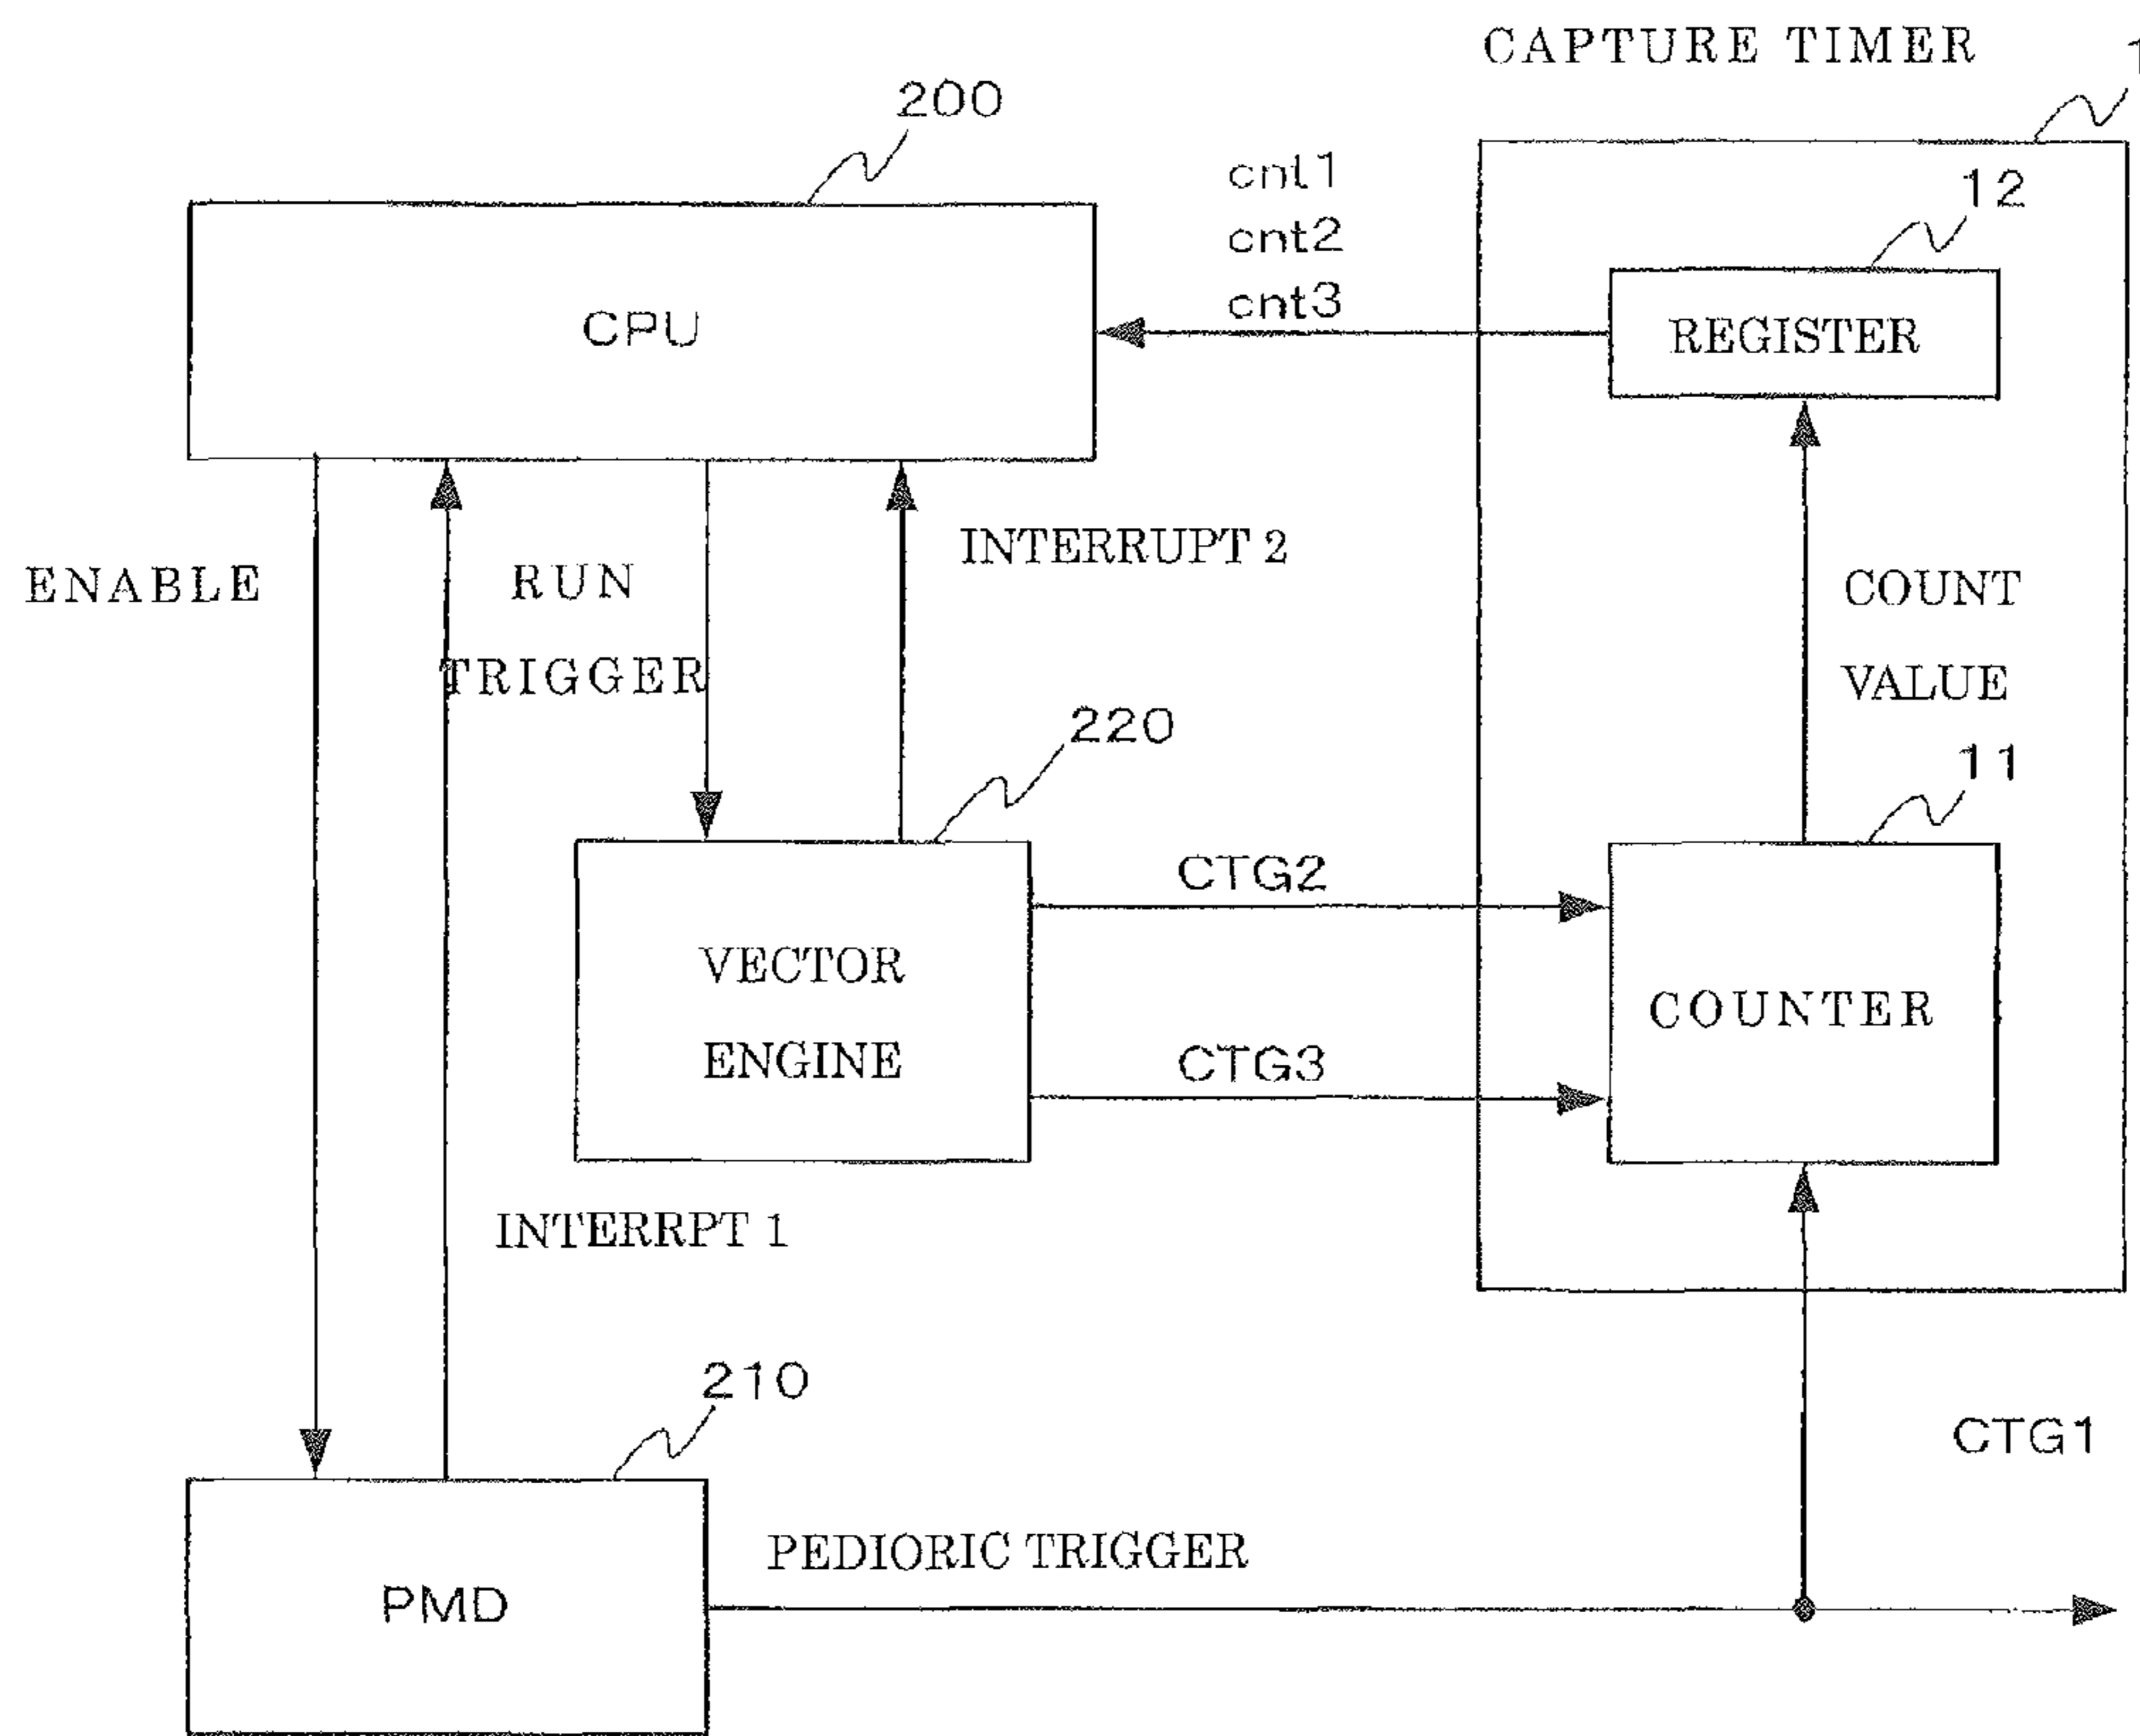 CAPTURE TIMER
1
200
cnt1
cnt2
cnt3
12
CPU
REGISTER
ENABLE
RUN
TRIGGER
INTERRUPT 2
COUNT
VALUE
220
11
CTG2
VECTOR
ENGINE
COUNTER
CTG3
INTERRPT 1
210
CTG1
PEDIORIC TRIGGER
PMD